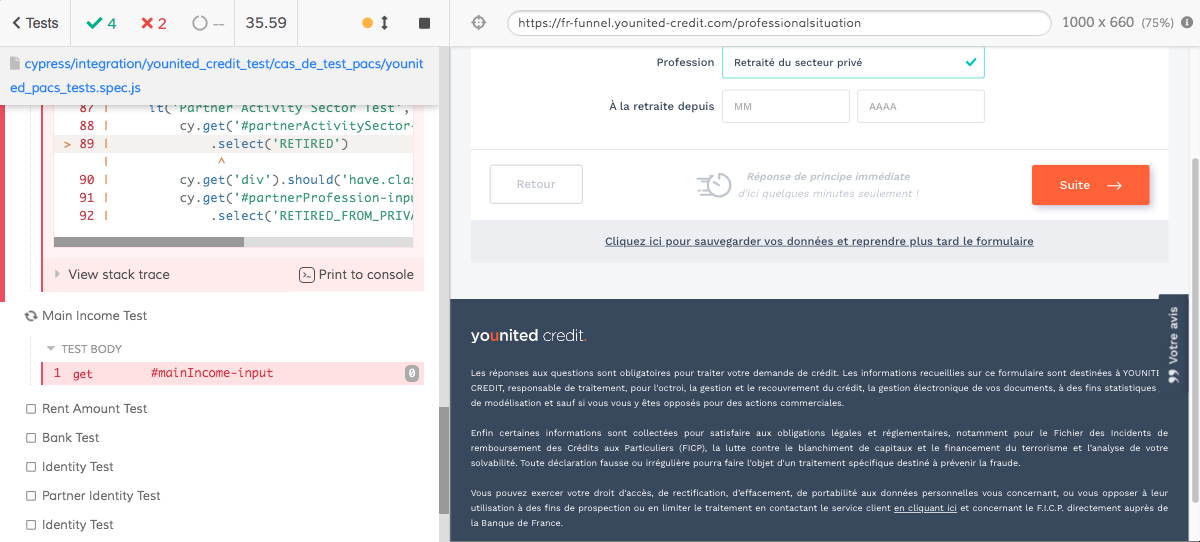 Tests
4
2
--
35.59
https://fr-funnel.younited-credit.com/professionalsituation
1000 x 660 (75%)
cypress/integration/younited_credit_test/cas_de_test_pacs/younit
ed_pacs_tests.spec.js
87 | it('Partner Activity Sector Test',
88 | cy.get('#partnerActivitySector-
> 89 | .select('RETIRED')
| ^
90 | cy.get('div').should('have.clas
91 | cy.get('#partnerProfession-inpu
92 | .select('RETIRED_FROM_PRIVA
View stack trace
Print to console
Main Income Test
TEST BODY
1 get #mainIncome-input 0
Rent Amount Test
Bank Test
Identity Test
Partner Identity Test
Identity Test
Profession
Retraité du secteur privé
À la retraite depuis
MM
AAAA
Retour
Réponse de principe immédiate
d'ici quelques minutes seulement !
Suite
Cliquez ici pour sauvegarder vos données et reprendre plus tard le formulaire
Votre avis
younited credit.
Les réponses aux questions sont obligatoires pour traiter votre demande de crédit. Les informations recueillies sur ce formulaire sont destinées à YOUNITE
CREDIT, responsable de traitement, pour l'octroi, la gestion et le recouvrement du crédit, la gestion électronique de vos documents, à des fins statistiques
de modélisation et sauf si vous vous y êtes opposés pour des actions commerciales.
Enfin certaines informations sont collectées pour satisfaire aux obligations légales et réglementaires, notamment pour le Fichier des Incidents de
remboursement des Crédits aux Particuliers (FICP), la lutte contre le blanchiment de capitaux et le financement du terrorisme et l'analyse de votre
solvabilité. Toute déclaration fausse ou irrégulière pourra faire l'objet d'un traitement spécifique destiné à prévenir la fraude.
Vous pouvez exercer votre droit d'accès, de rectification, d'effacement, de portabilité aux données personnelles vous concernant, ou vous opposer à leur
utilisation à des fins de prospection ou en limiter le traitement en contactant le service client en cliquant ici et concernant le F.I.C.P. directement auprès de
la Banque de France.